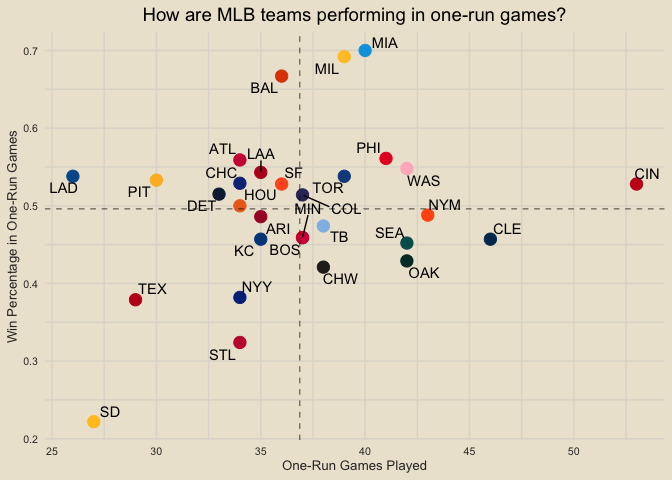 How are MLB teams performing in one-run games?
Win Percentage in One-Run Games
0.7
0.6
0.5
0.4
0.3
0.2
MIA
MIL
BAL
ATL
LAA
PHI
CHC
SF
WAS
CIN
LAD
PIT
TOR
HOU
DET
MIN
COL
NYM
ARI
TB
SEA
CLE
KC
BOS
OAK
CHW
TEX
NYY
STL
SD
25
30
35
40
45
50
One-Run Games Played